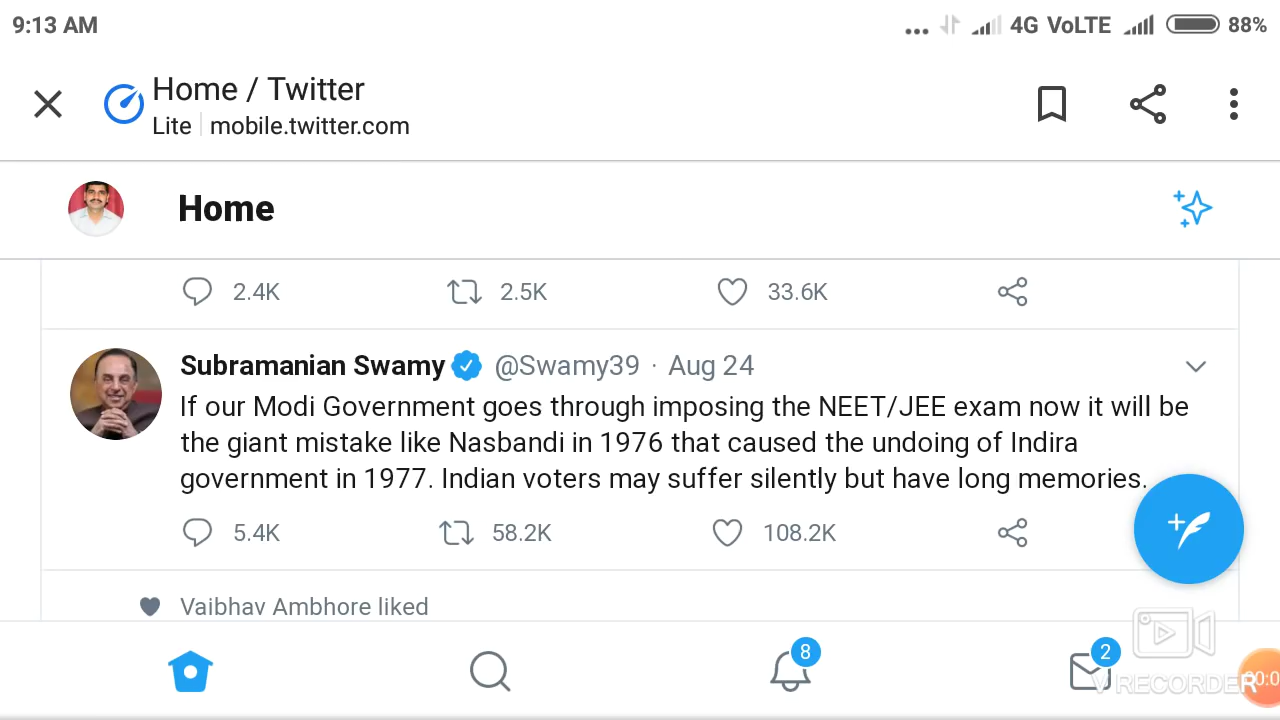 9:13 AM
... 4G VoLTE 88%
Home / Twitter
Lite mobile.twitter.com
Home
2.4K 2.5K 33.6K
Subramanian Swamy @Swamy39 · Aug 24
If our Modi Government goes through imposing the NEET/JEE exam now it will be
the giant mistake like Nasbandi in 1976 that caused the undoing of Indira
government in 1977. Indian voters may suffer silently but have long memories.
5.4K 58.2K 108.2K
Vaibhav Ambhore liked
8 2
V RECORDER 00:0